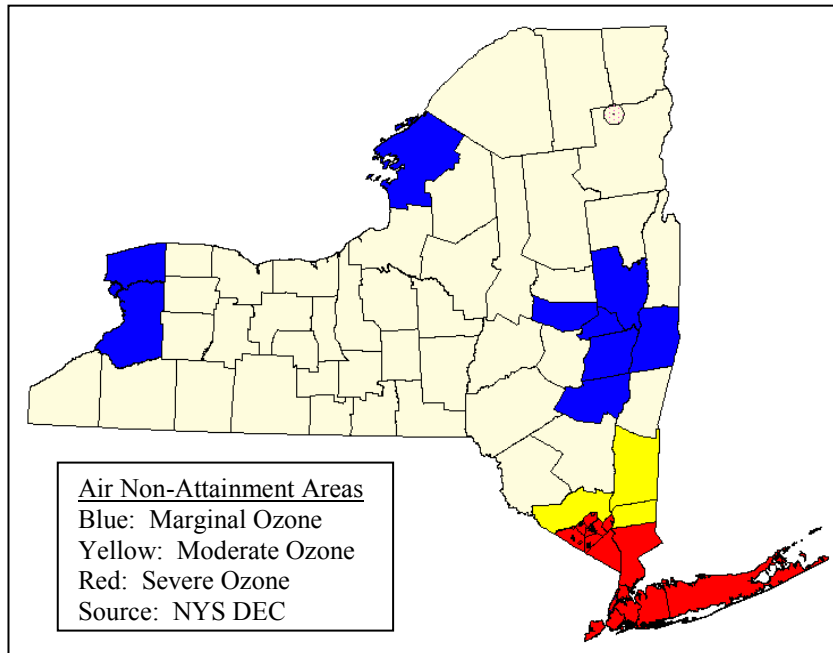 Air Non-Attainment Areas
Blue:  Marginal Ozone
Yellow:  Moderate Ozone
Red:  Severe Ozone
Source:  NYS DEC